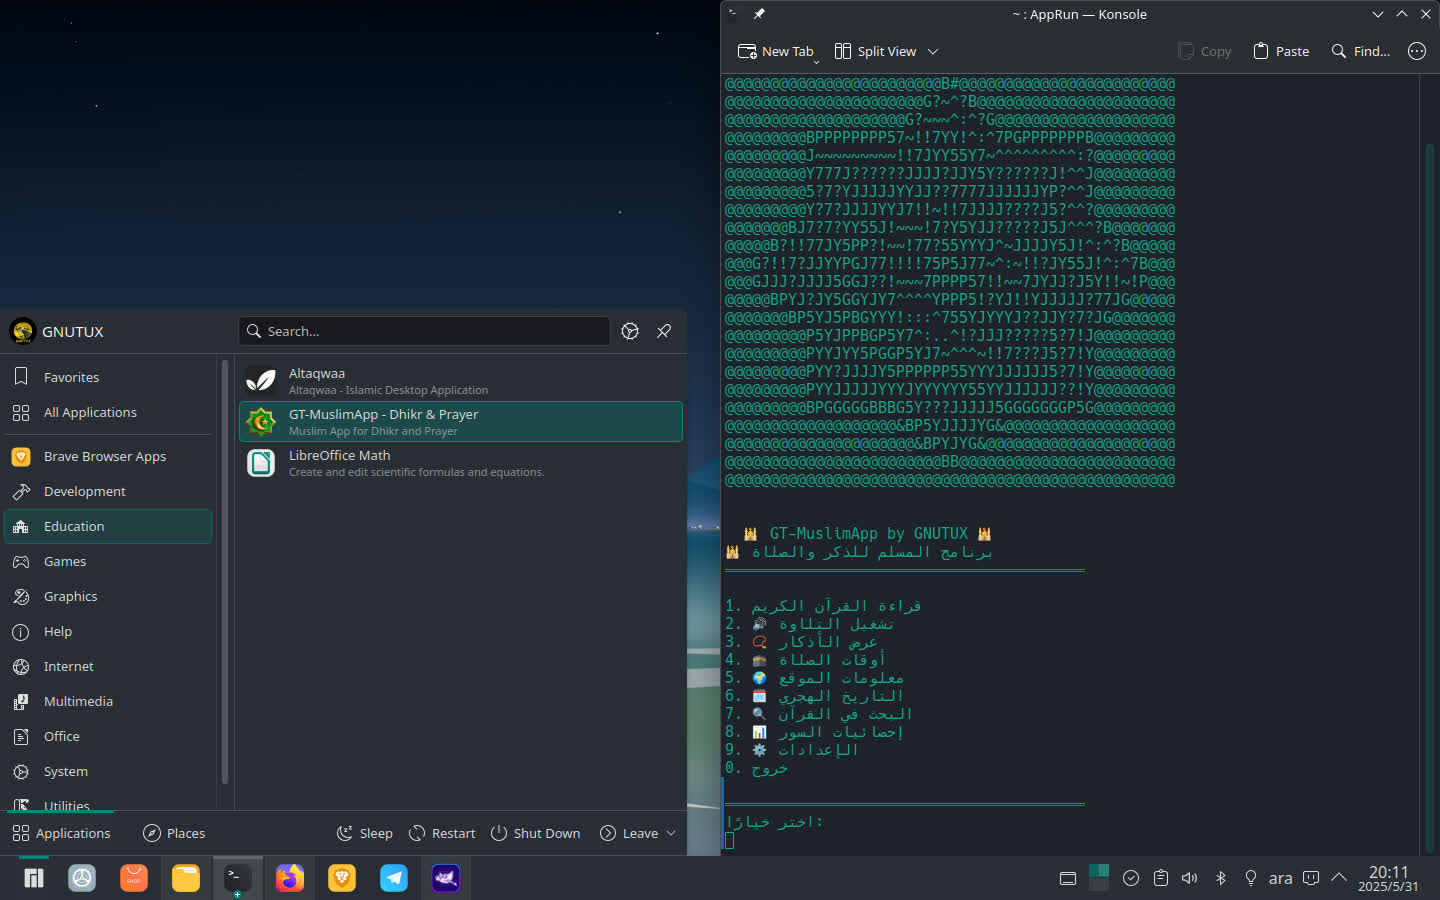 ~ : AppRun — Konsole
New Tab
Split View
Copy
Paste
Find...
@@@@@@@@@@@@@@@@@@@@@@@@B#@@@@@@@@@@@@@@@@@@@@@@@@
@@@@@@@@@@@@@@@@@@@@@@G?~^?B@@@@@@@@@@@@@@@@@@@@@@
@@@@@@@@@@@@@@@@@@@@G?~~~^:^?G@@@@@@@@@@@@@@@@@@@@
@@@@@@@@@BPPPPPPPP57~!!7YY!^:^7PGPPPPPPPB@@@@@@@@@
@@@@@@@@@J~~~~~~~~~!!7JYY55Y7~^^^^^^^^^:?@@@@@@@@@
@@@@@@@@@Y777J??????JJJJ?JJY5Y??????J!^^J@@@@@@@@@
@@@@@@@@@5?7?YJJJJJYYJJ??7777JJJJJJYP?^^J@@@@@@@@@
@@@@@@@@@Y?7?JJJJYYJ7!!~!!7JJJJ????J5?^^?@@@@@@@@@
@@@@@@@BJ7?7?YY55J!~~~!7?Y5YJJ?????J5J^^^?B@@@@@@@
@@@@@B?!!77JY5PP?!~~!77?55YYYJ^~JJJJY5J!^:^?B@@@@@
@@@G?!!7?JJYYPGJ77!!!!75P5J77~^:~!!?JY55J!^:^7B@@@
@@@GJJJ?JJJJ5GGJ??!~~~7PPPP57!!~~7JYJJ?J5Y!!~!P@@@
@@@@@BPYJ?JY5GGYJY7^^^^YPPP5!?YJ!!YJJJJJ?77JG@@@@@
@@@@@@@BP5YJ5PBGYYY!:::^755YJYYYJ??JJY?7?JG@@@@@@@
@@@@@@@@@P5YJPPBGP5Y7^:..^!?JJJ?????5?7!J@@@@@@@@@
@@@@@@@@@PYYJYY5PGGP5YJ7~^^^~!!7???J5?7!Y@@@@@@@@@
@@@@@@@@@PYY?JJJJY5PPPPPP55YYYJJJJJJ5?7!Y@@@@@@@@@
@@@@@@@@@PYYJJJJJYYYJYYYYYY55YYJJJJJJ??!Y@@@@@@@@@
@@@@@@@@@BPGGGGGBBBG5Y???JJJJJ5GGGGGGGP5G@@@@@@@@@
@@@@@@@@@@@@@@@@@@@&BP5YJJJJYG&@@@@@@@@@@@@@@@@@@@
@@@@@@@@@@@@@@@@@@@@@&BPYJYG&@@@@@@@@@@@@@@@@@@@@@
@@@@@@@@@@@@@@@@@@@@@@@@BB@@@@@@@@@@@@@@@@@@@@@@@@
@@@@@@@@@@@@@@@@@@@@@@@@@@@@@@@@@@@@@@@@@@@@@@@@@@
🕌 GT-MuslimApp by GNUTUX 🕌
🕌 برنامج المسلم للذكر والصلاة
1. قراءة القرآن الكريم
2. 🔊 تشغيل التلاوة
3. 📿 عرض الأذكار
4. 🕋 أوقات الصلاة
5. 🌍 معلومات الموقع
6. 🗓️ التاريخ الهجري
7. 🔍 البحث في القرآن
8. 📊 إحصائيات السور
9. ⚙️ الإعدادات
0. خروج
اختر خيارًا:
GNUTUX
Search...
Favorites
All Applications
Brave Browser Apps
Development
Education
Games
Graphics
Help
Internet
Multimedia
Office
System
Utilities
Altaqwaa
Altaqwaa - Islamic Desktop Application
GT-MuslimApp - Dhikr & Prayer
Muslim App for Dhikr and Prayer
LibreOffice Math
Create and edit scientific formulas and equations.
Applications
Places
Sleep
Restart
Shut Down
Leave
ara
20:11
2025/5/31